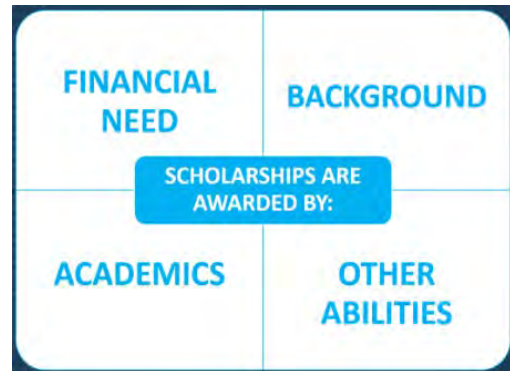 FINANCIAL
NEED
BACKGROUND
SCHOLARSHIPS ARE
AWARDED BY:
ACADEMICS
OTHER
ABILITIES